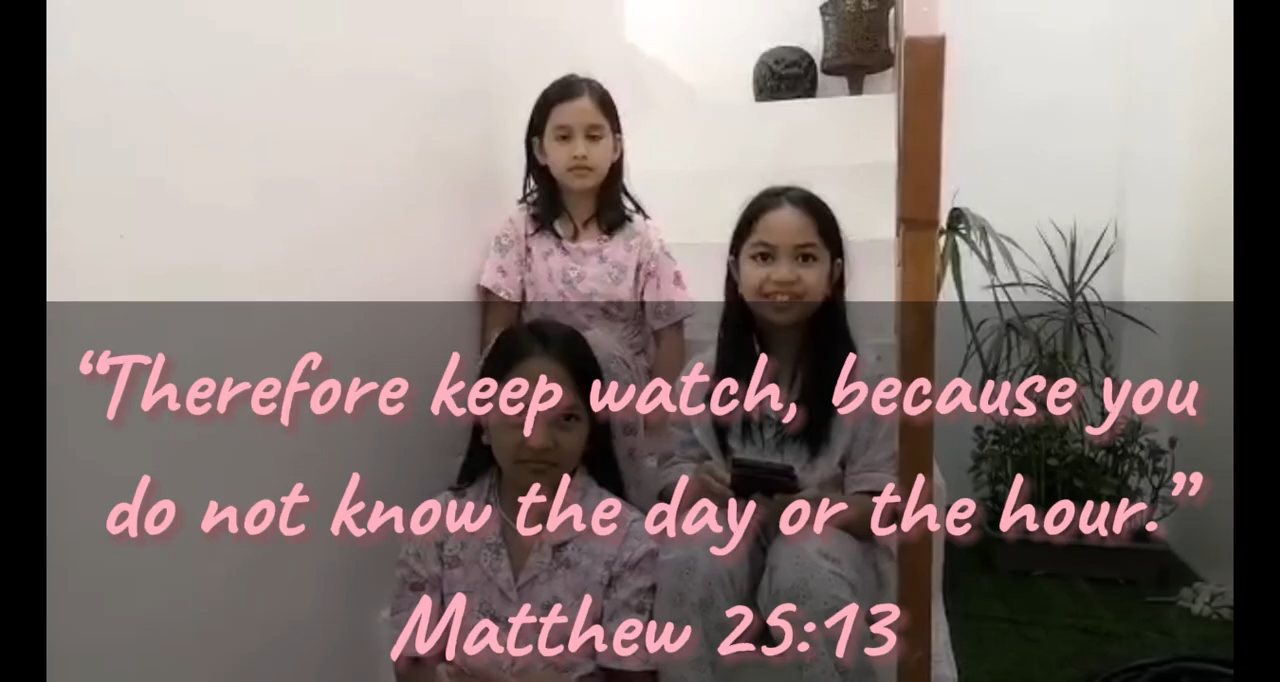 “Therefore keep watch, because you
do not know the day or the hour.”
Matthew 25:13